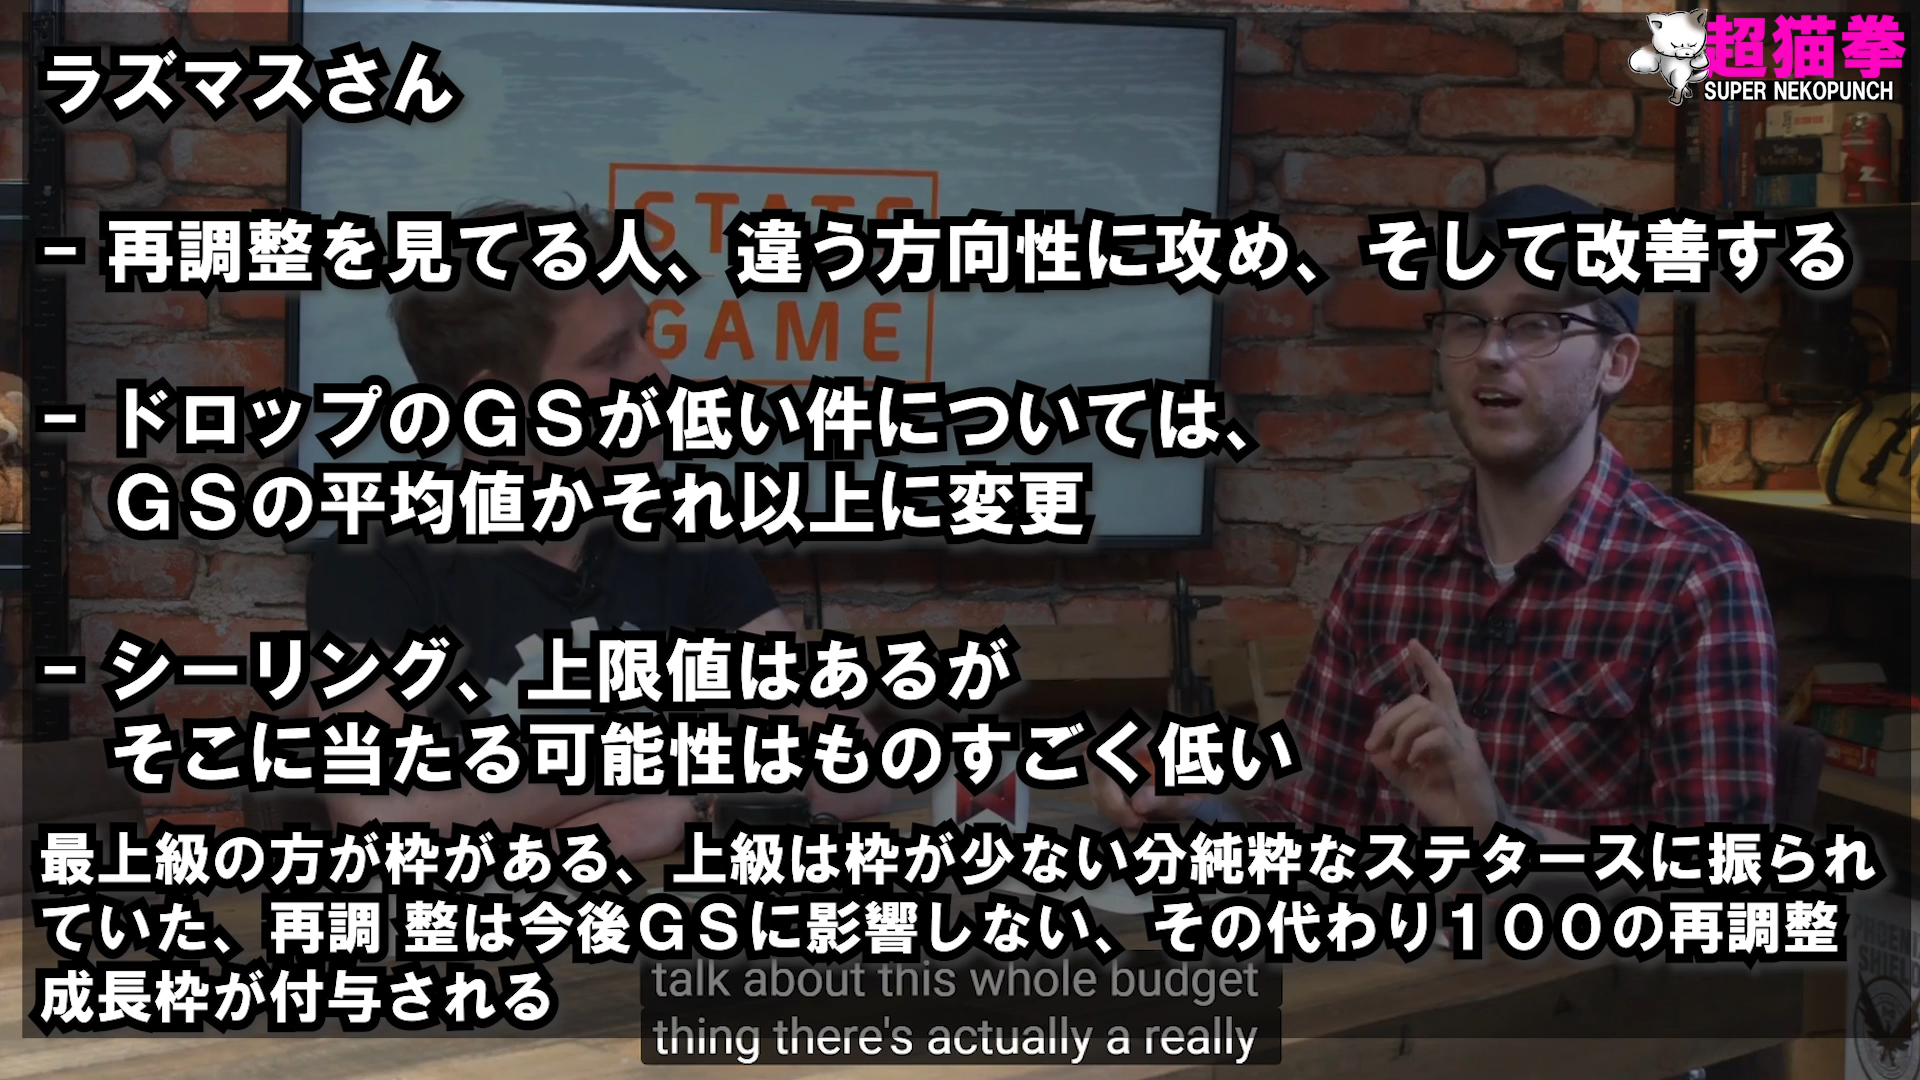 超猫拳
SUPER NEKOPUNCH
ラズマスさん
STATE
GAME
- 再調整を見てる人、違う方向性に攻め、そして改善する
- ドロップのＧＳが低い件については、
ＧＳの平均値かそれ以上に変更
- シーリング、上限値はあるが
そこに当たる可能性はものすごく低い
最上級の方が枠がある、上級は枠が少ない分純粋なステタースに振られ
ていた、再調 整は今後ＧＳに影響しない、その代わり１００の再調整
成長枠が付与される
talk about this whole budget
thing there's actually a really
SHIELD